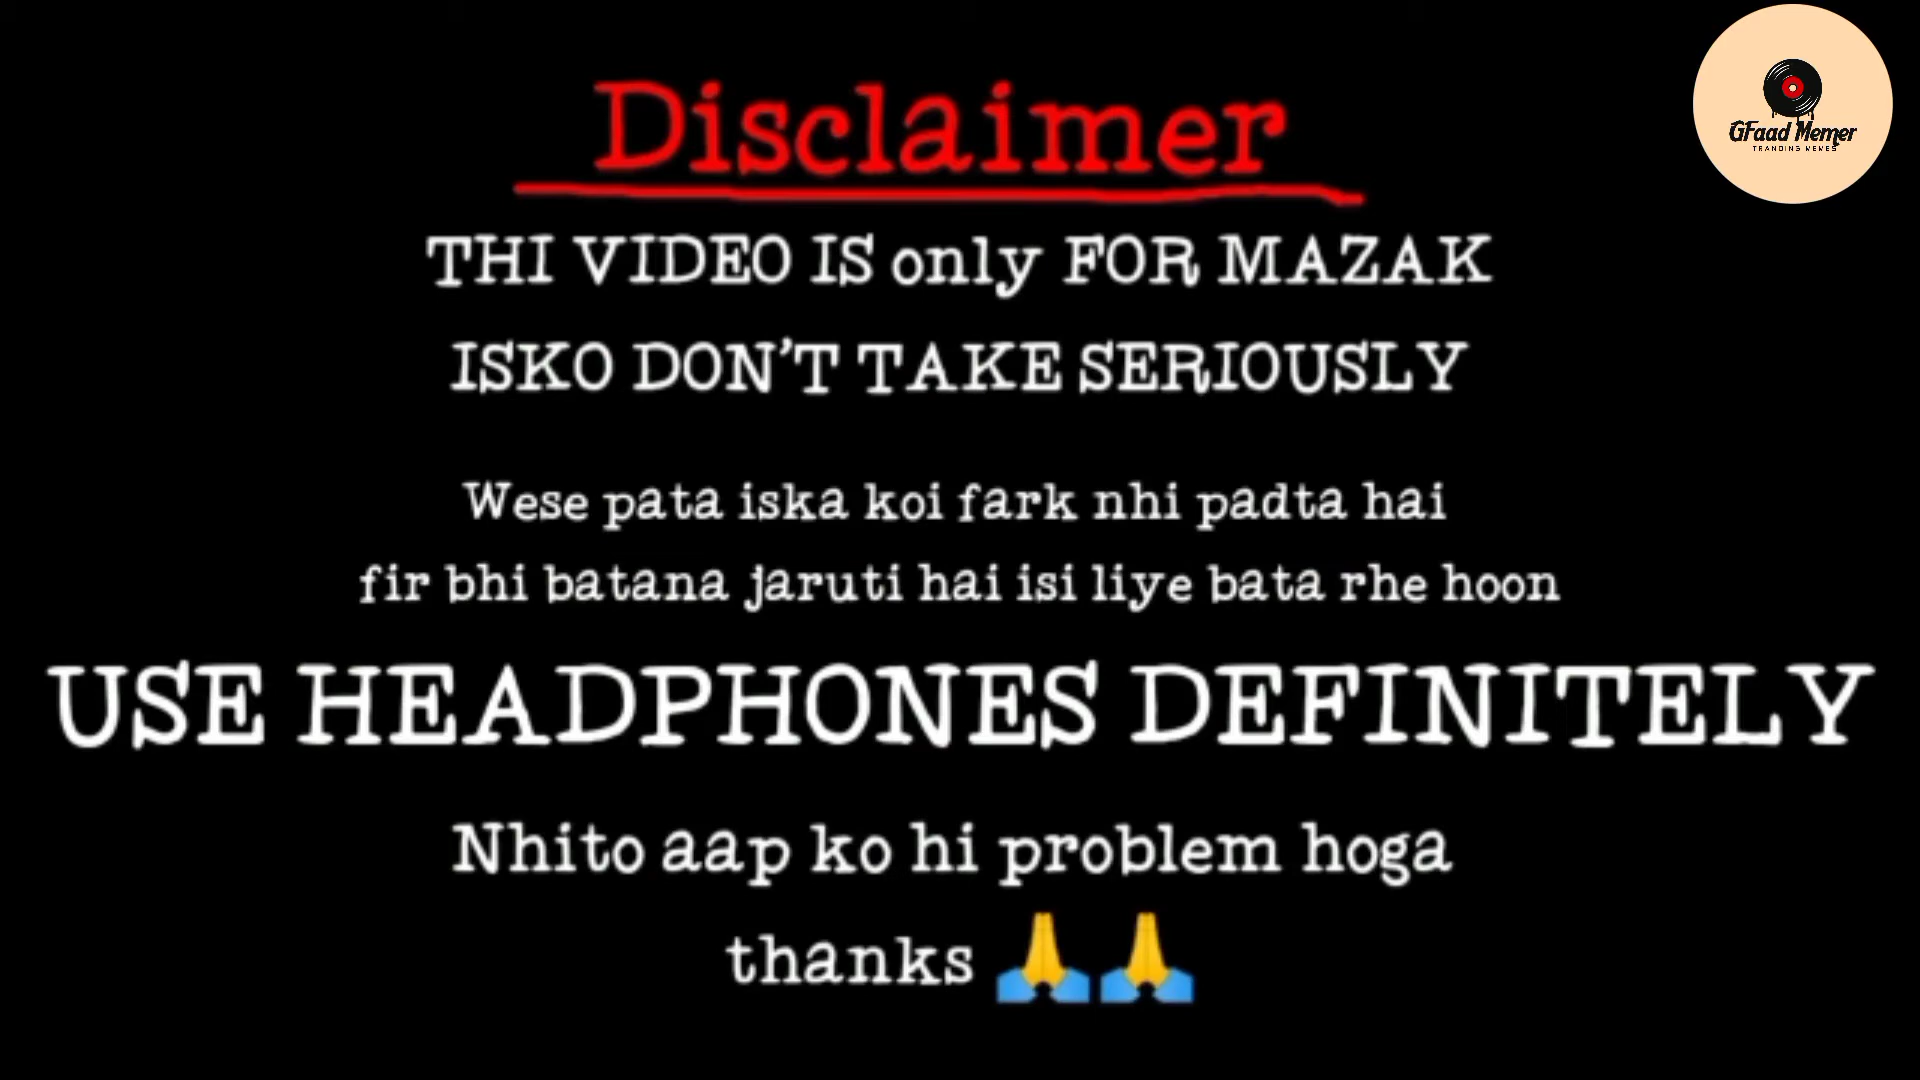 Disclaimer
GFaad Memer
TRANDING MEMES
THI VIDEO IS only FOR MAZAK
ISKO DON'T TAKE SERIOUSLY
Wese pata iska koi fark nhi padta hai
fir bhi batana jaruti hai isi liye bata rhe hoon
USE HEADPHONES DEFINITELY
Nhito aap ko hi problem hoga
thanks 🙏🙏